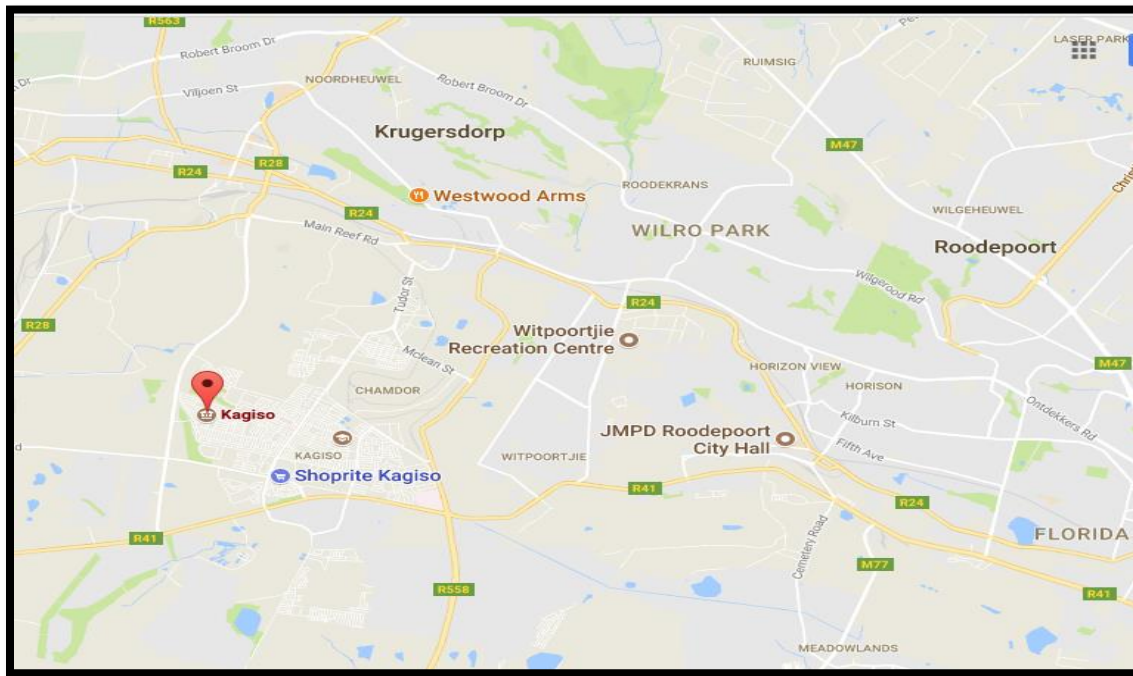 R563
Robert Broom Dr
LASER PARK
RUIMSIG
NOORDHEUWEL
Robert Broom Dr
Viljoen St
Krugersdorp
M47
R28
R24
Westwood Arms
ROODEKRANS
R24
WILRO PARK
WILGEHEUWEL
Main Reef Rd
Roodepoort
Wilgerood Rd
Tudor St
R24
R28
Witpoortjie
Recreation Centre
Mclean St
HORIZON VIEW
M47
CHAMDOR
HORISON
Kagiso
Ontdekkers Rd
Kilburn St
JMPD Roodepoort
City Hall
Fifth Ave
KAGISO
WITPOORTJIE
Shoprite Kagiso
R41
R24
R41
Cemetery Road
FLORIDA
M77
R558
R41
MEADOWLANDS